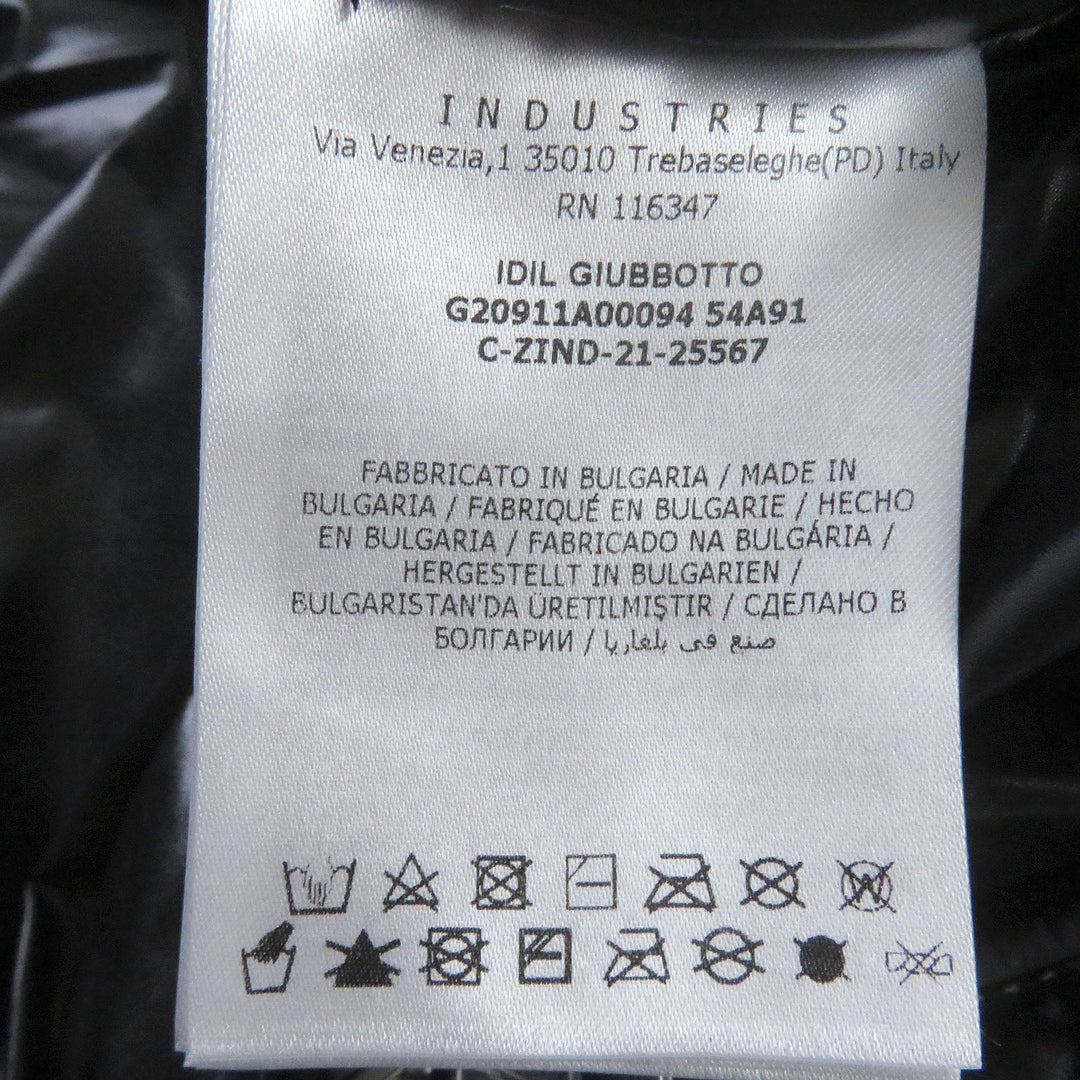 INDUSTRIES
Via Venezia,1 35010 Trebaseleghe(PD) Italy
RN 116347
IDIL GIUBBOTTO
G20911A00094 54A91
C-ZIND-21-25567
FABBRICATO IN BULGARIA / MADE IN
BULGARIA / FABRIQUÉ EN BULGARIE / HECHO
EN BULGARIA / FABRICADO NA BULGÁRIA /
HERGESTELLT IN BULGARIEN /
BULGARISTAN'DA ÜRETILMIŞTIR / СДЕЛАНО В
БОЛГАРИИ / صنع في بلغاريا